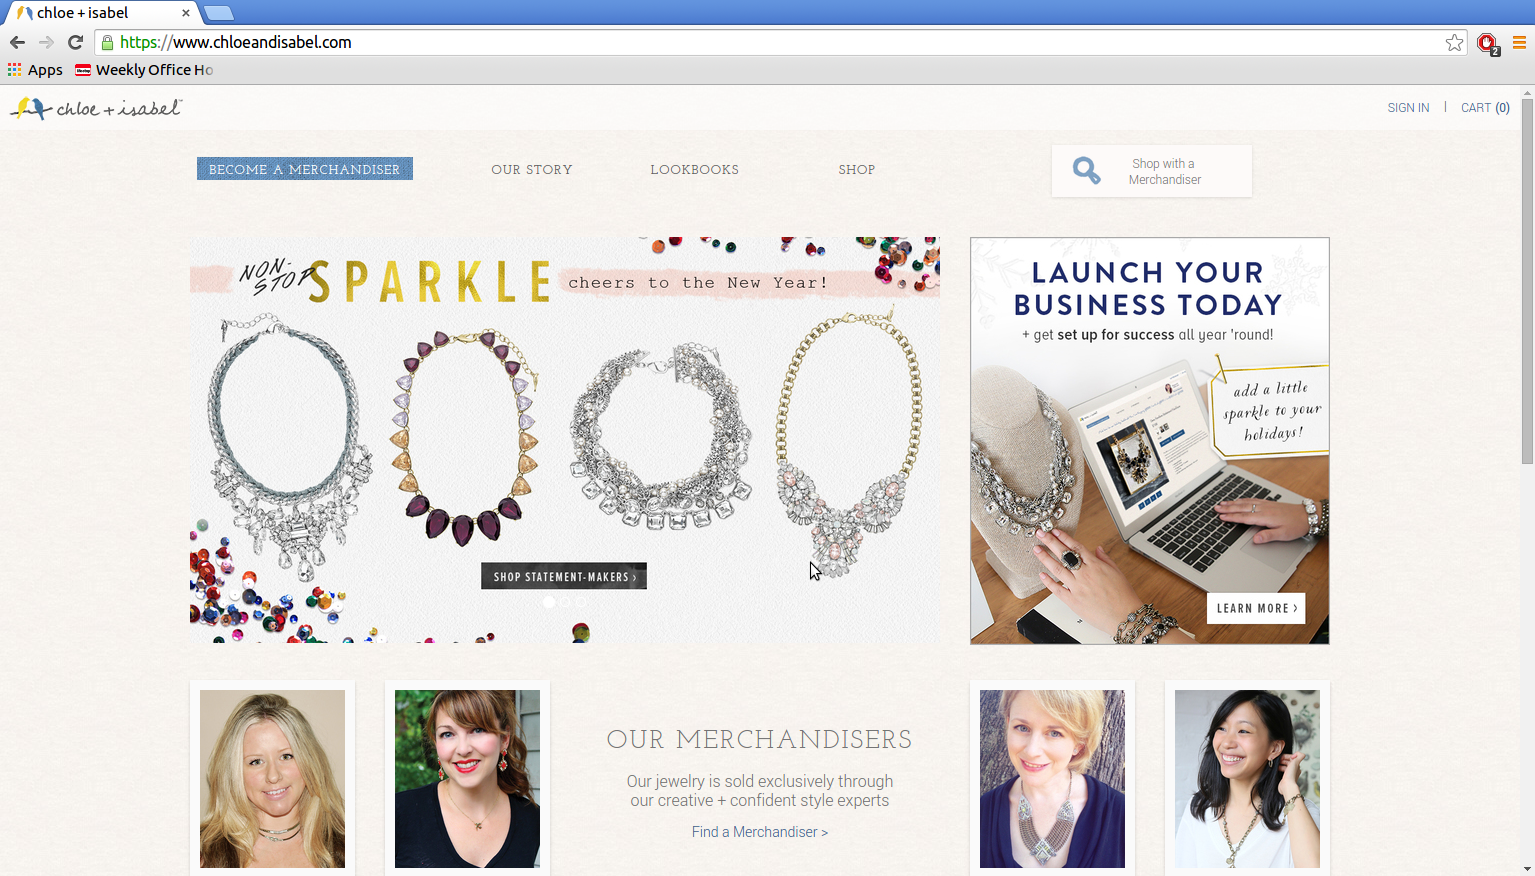 chloe + isabel
https://www.chloeandisabel.com
2
Apps
Weekly Office Ho
chloe + isabel
SIGN IN | CART (0)
BECOME A MERCHANDISER
OUR STORY
LOOKBOOKS
SHOP
Shop with a
Merchandiser
NON-
STOP
SPARKLE
cheers to the New Year!
SHOP STATEMENT-MAKERS ›
LAUNCH YOUR
BUSINESS TODAY
+ get set up for success all year 'round!
add a little
sparkle to your
holidays!
LEARN MORE >
OUR MERCHANDISERS
Our jewelry is sold exclusively through
our creative + confident style experts
Find a Merchandiser >